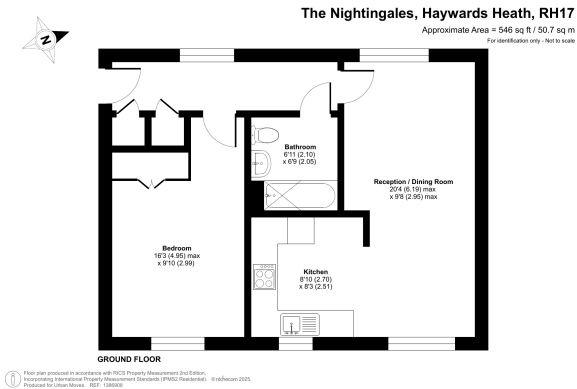 The Nightingales, Haywards Heath, RH17
Approximate Area = 546 sq ft / 50.7 sq m
For identification only - Not to scale
N
Bathroom
6'11 (2.10)
x 6'9 (2.05)
Reception / Dining Room
20'4 (6.19) max
x 9'8 (2.95) max
Bedroom
16'3 (4.95) max
x 9'10 (2.99)
Kitchen
8'10 (2.70)
x 8'3 (2.51)
GROUND FLOOR
Floor plan produced in accordance with RICS Property Measurement 2nd Edition,
Incorporating International Property Measurement Standards (IPMS2 Residential). © nichecom 2025.
Produced for Urban Moves. REF: 1386908